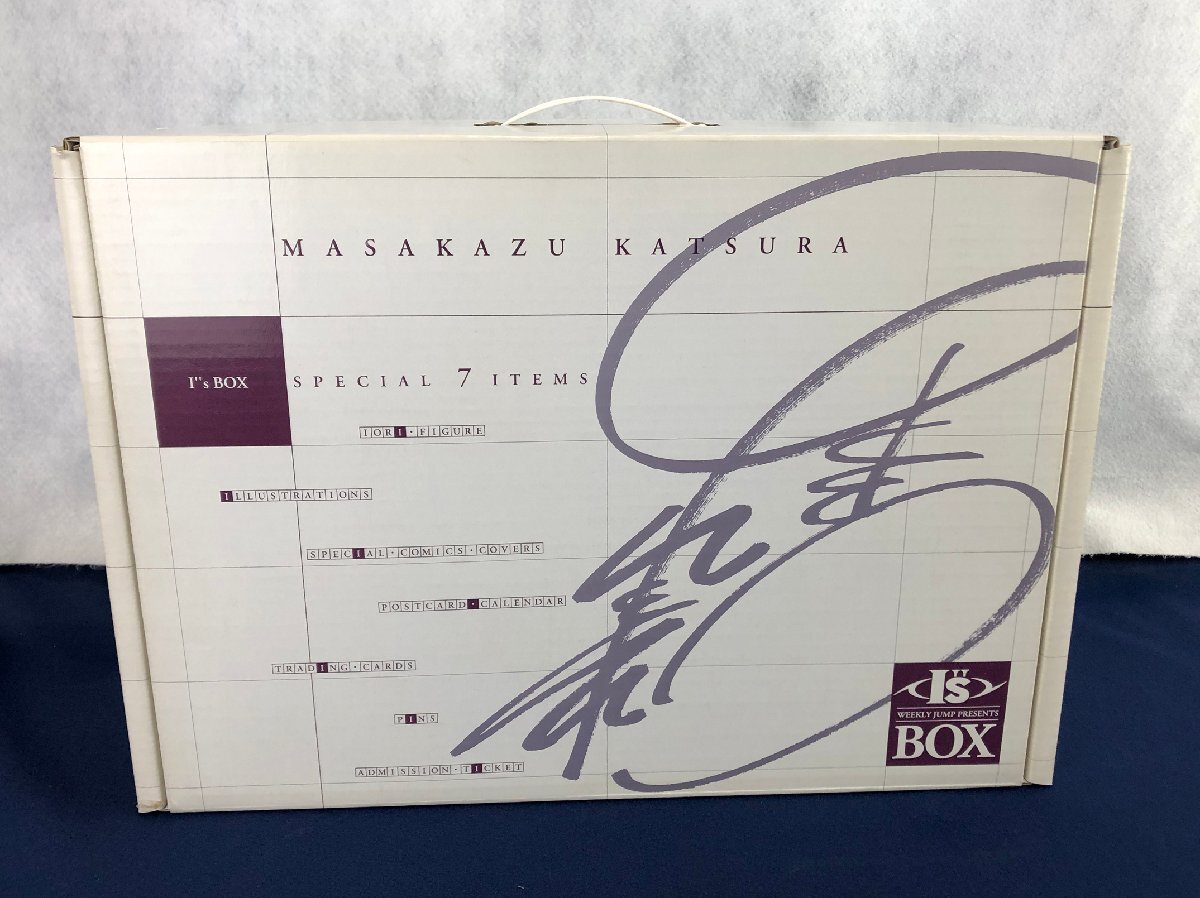 MASAKAZU KATSURA
I"s BOX
SPECIAL 7 ITEMS
IORI・FIGURE
ILLUSTRATIONS
SPECIAL・COMICS・COVERS
POSTCARD・CALENDAR
TRADING・CARDS
PINS
ADMISSION・TICKET
I"s
WEEKLY JUMP PRESENTS
BOX